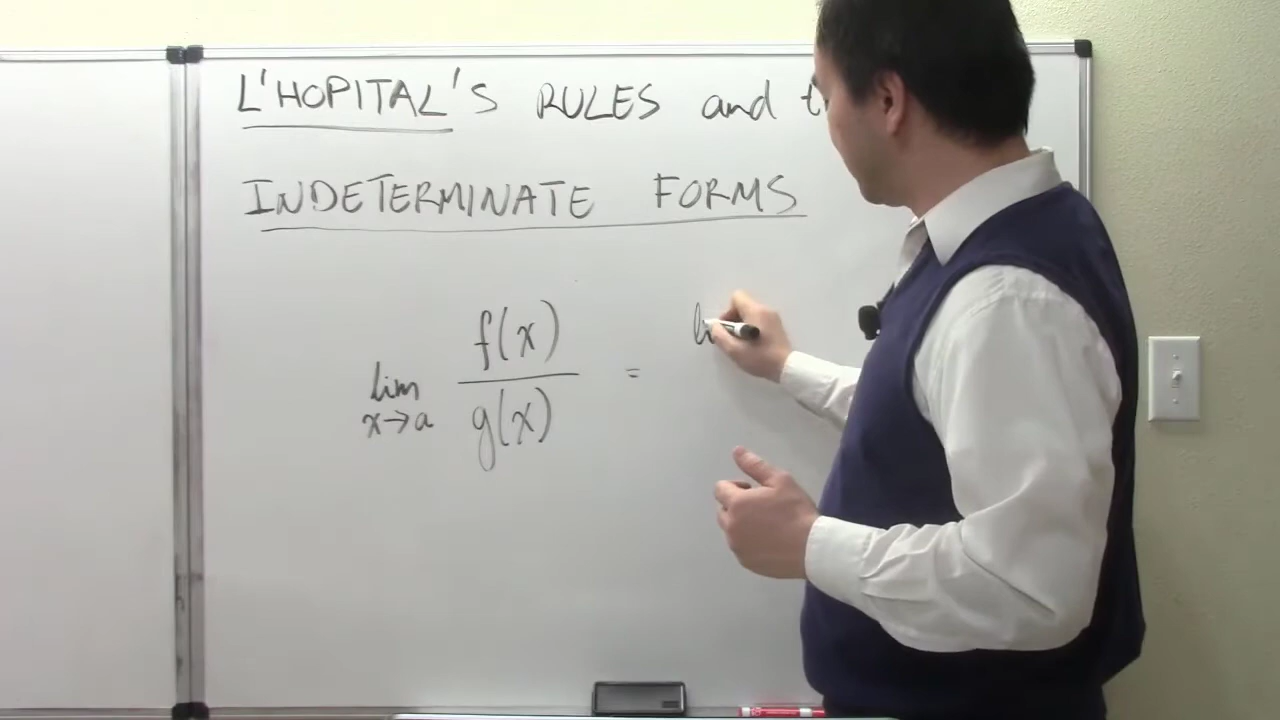 L'HOPITAL'S RULES and
INDETERMINATE FORMS
lim x→a f(x)/g(x) =